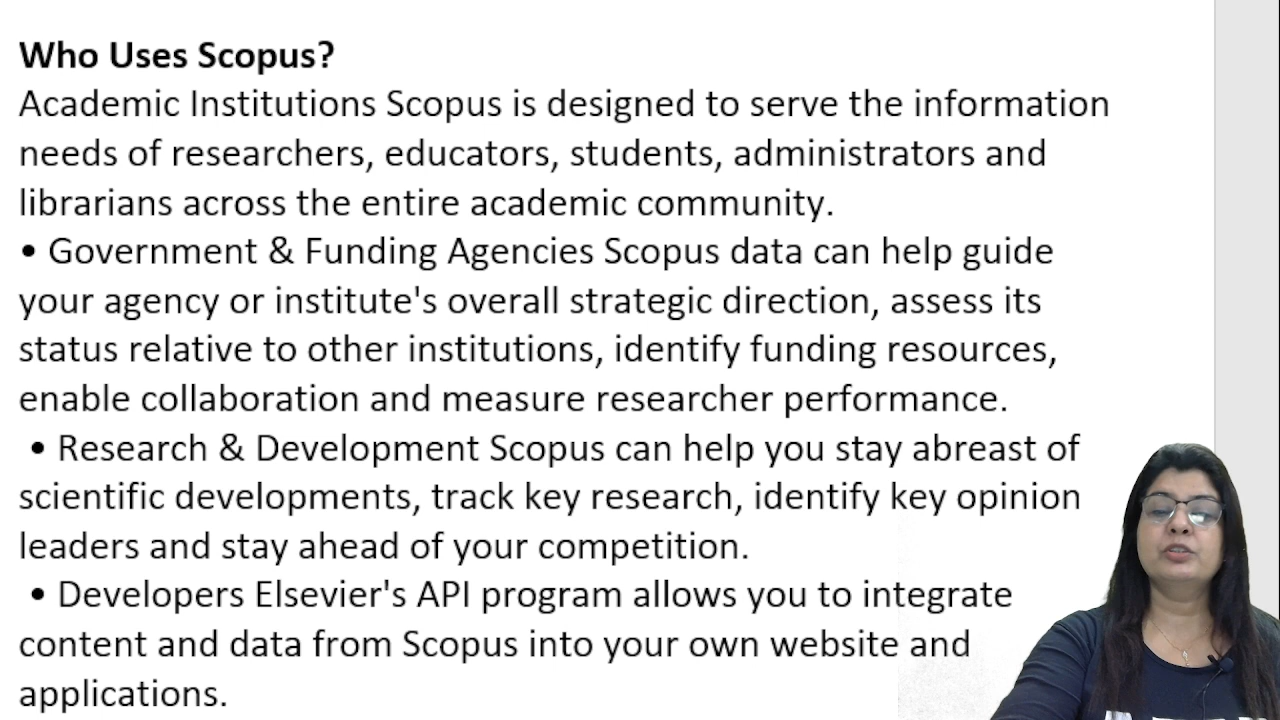 Who Uses Scopus?
Academic Institutions Scopus is designed to serve the information
needs of researchers, educators, students, administrators and
librarians across the entire academic community.
• Government & Funding Agencies Scopus data can help guide
your agency or institute's overall strategic direction, assess its
status relative to other institutions, identify funding resources,
enable collaboration and measure researcher performance.
• Research & Development Scopus can help you stay abreast of
scientific developments, track key research, identify key opinion
leaders and stay ahead of your competition.
• Developers Elsevier's API program allows you to integrate
content and data from Scopus into your own website and
applications.